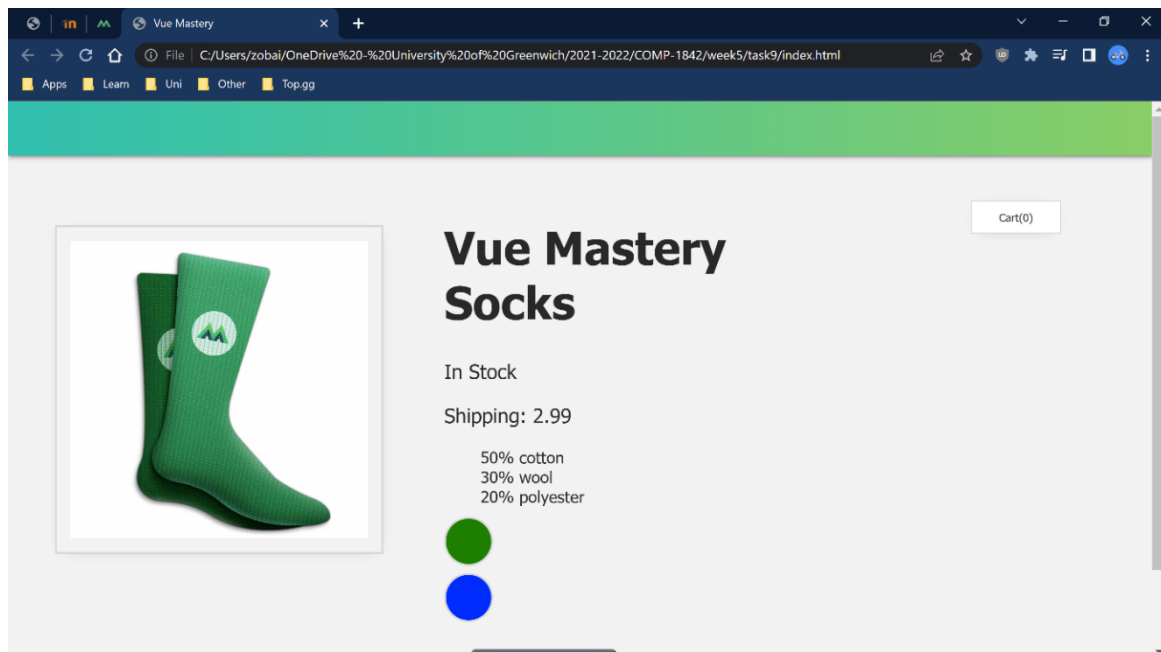 Vue Mastery
File C:/Users/zobai/OneDrive%20-%20University%20of%20Greenwich/2021-2022/COMP-1842/week5/task9/index.html
Apps Learn Uni Other Top.gg
Cart(0)
Vue Mastery
Socks
In Stock
Shipping: 2.99
50% cotton
30% wool
20% polyester